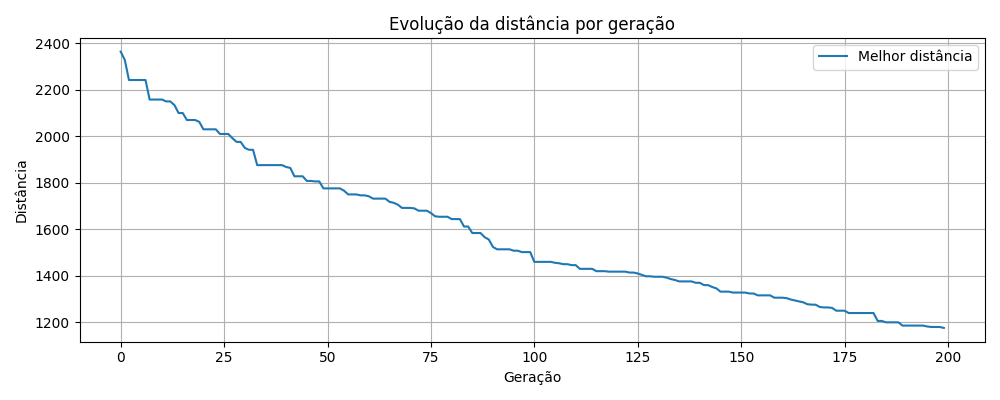 Evolução da distância por geração
Melhor distância
Distância
2400
2200
2000
1800
1600
1400
1200
0 25 50 75 100 125 150 175 200
Geração